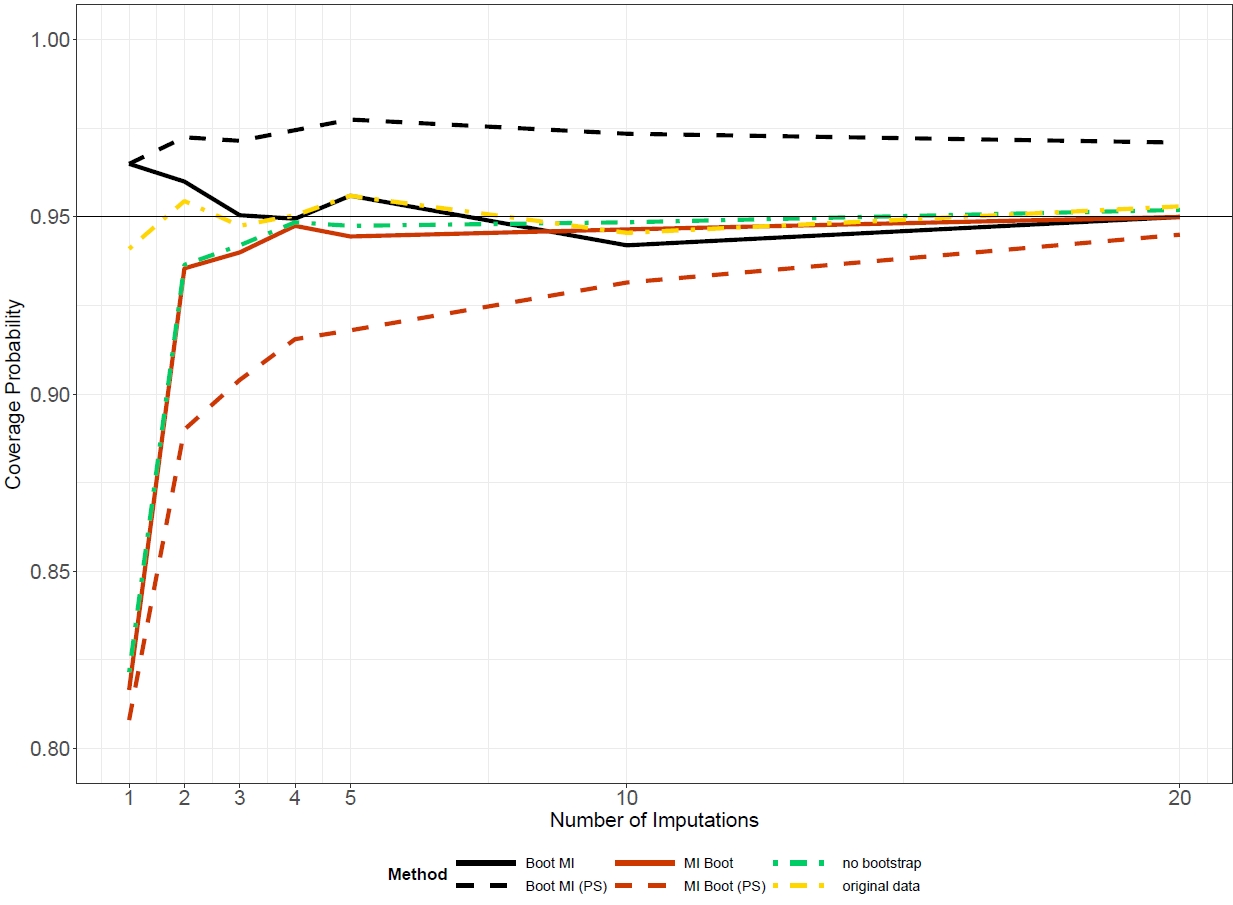 1.00
0.95
0.90
0.85
0.80
Coverage Probability
1 2 3 4 5 10 20
Number of Imputations
Method Boot MI MI Boot no bootstrap
Boot MI (PS) MI Boot (PS) original data